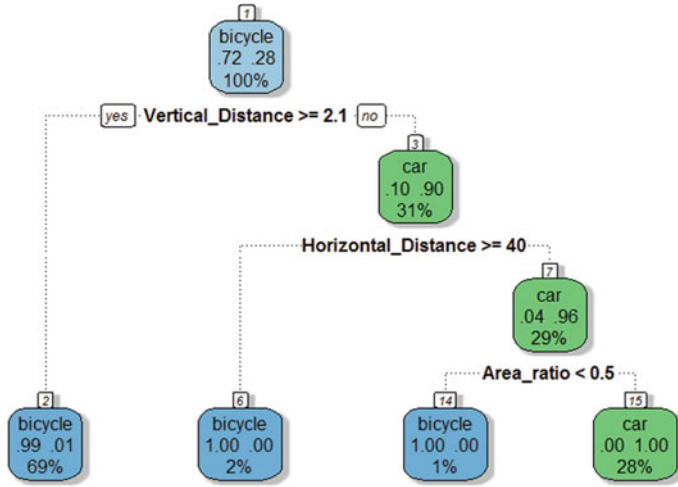 1
bicycle
.72 .28
100%
yes Vertical_Distance >= 2.1 no
3
car
.10 .90
31%
Horizontal_Distance >= 40
7
car
.04 .96
29%
Area_ratio < 0.5
2
bicycle
.99 .01
69%
6
bicycle
1.00 .00
2%
14
bicycle
1.00 .00
1%
15
car
.00 1.00
28%